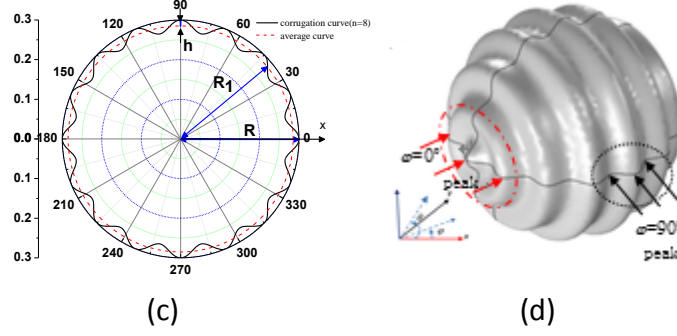 0.3
0.2
0.1
0.0
0.1
0.2
0.3
90
120
60
150
30
180
0
210
330
240
300
270
corrugation curve(n=8)
average curve
h
R1
R
x
φ=0°
peak
φ=90°
peak
(c)
(d)